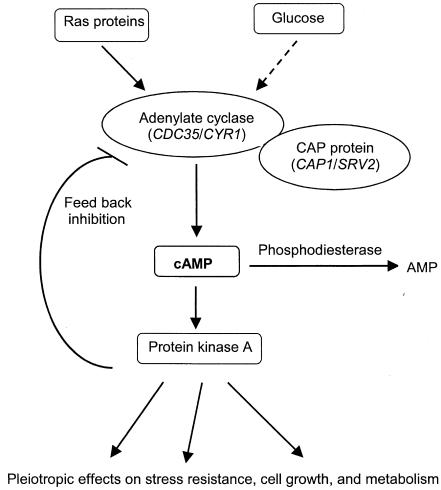 Ras proteins
Glucose
Adenylate cyclase
(CDC35/CYR1)
CAP protein
(CAP1/SRV2)
Feed back
inhibition
Phosphodiesterase
cAMP
AMP
Protein kinase A
Pleiotropic effects on stress resistance, cell growth, and metabolism